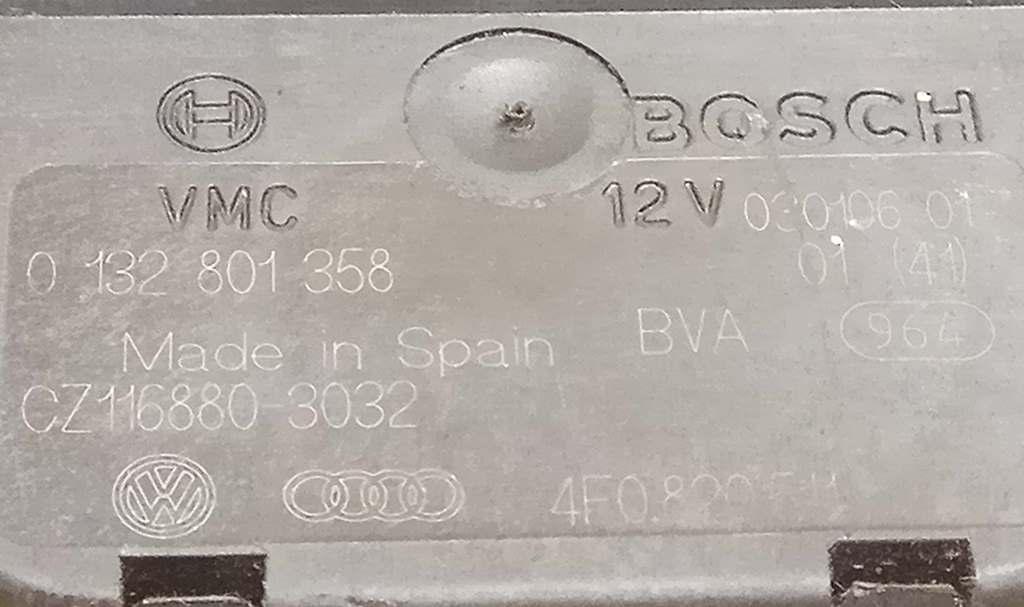 BOSCH
VMC
12 V
030106 01
0 132 801 358
01 (41)
Made in Spain
BVA
964
CZ116880-3032